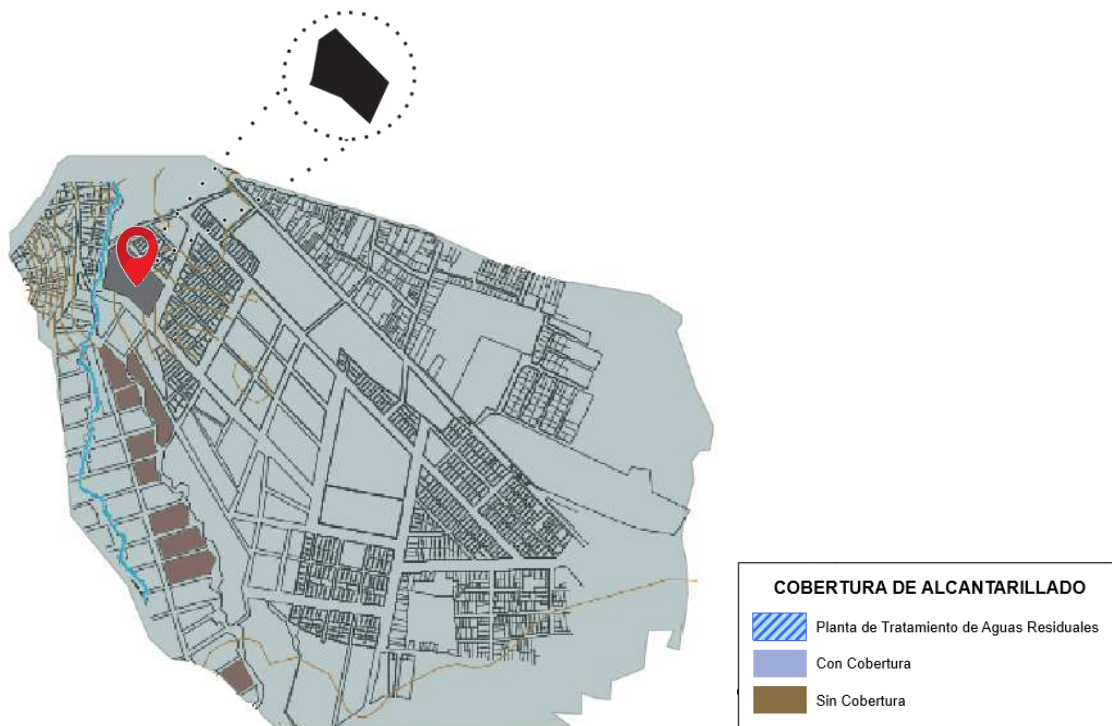 COBERTURA DE ALCANTARILLADO
Planta de Tratamiento de Aguas Residuales
Con Cobertura
Sin Cobertura